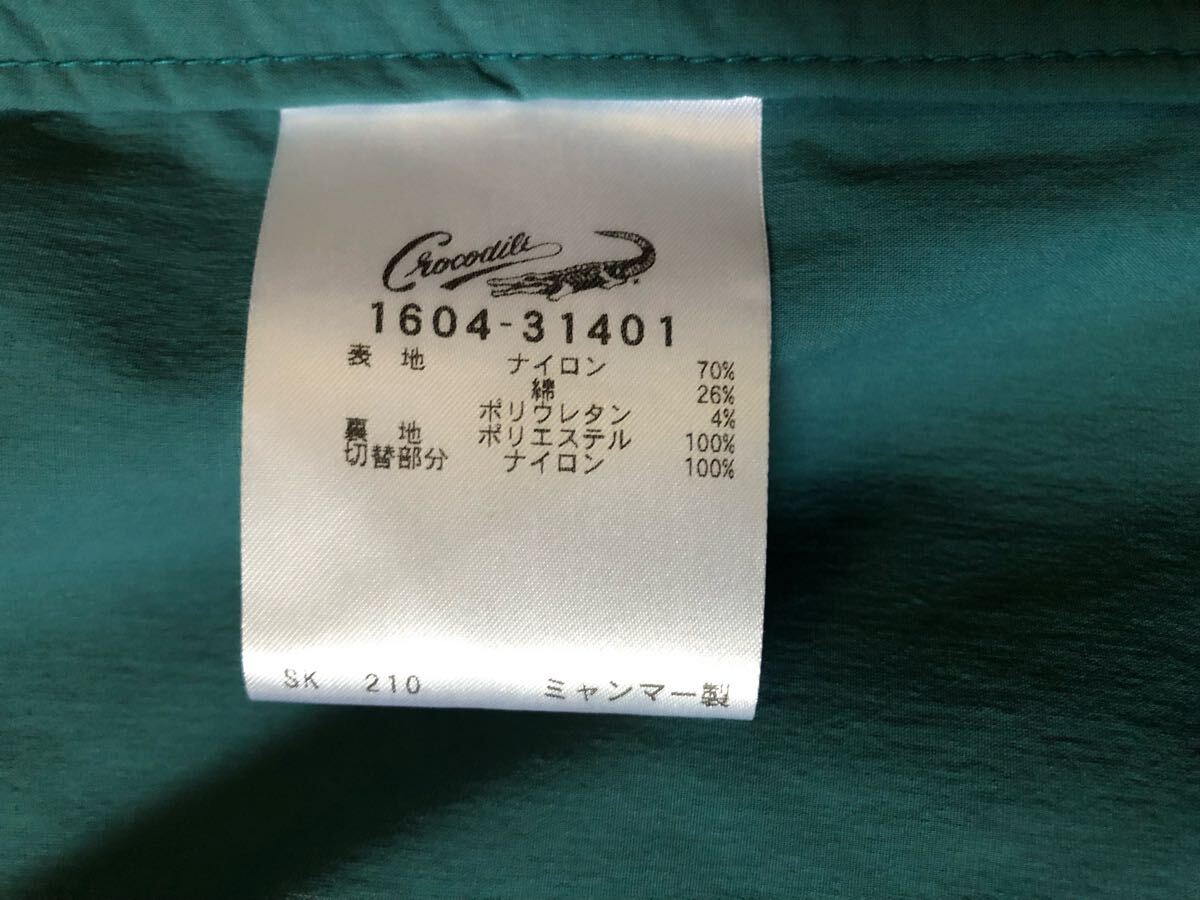 Crocodile
1604-31401
表 地 ナイロン 70%
綿 26%
ポリウレタン 4%
裏 地 ポリエステル 100%
切替部分 ナイロン 100%
SK 210 ミャンマー製